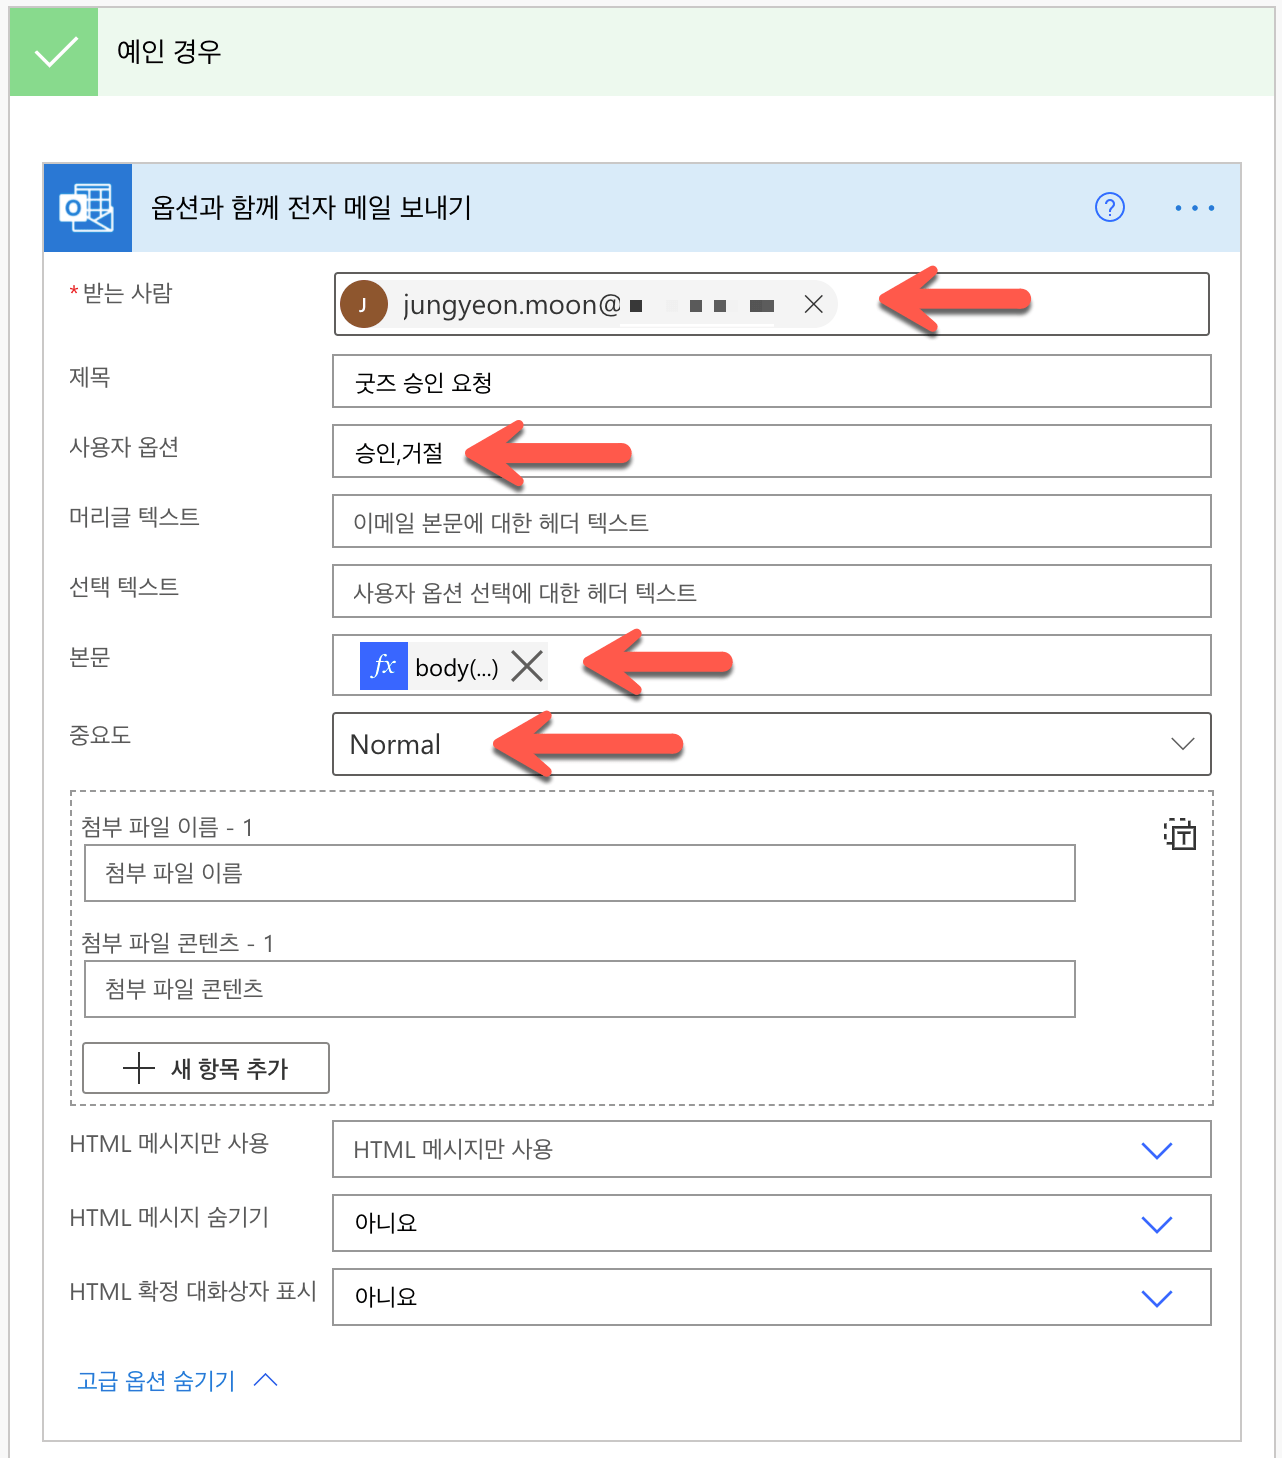 예인 경우
옵션과 함께 전자 메일 보내기
?
* 받는 사람
J jungyeon.moon@
제목
굿즈 승인 요청
사용자 옵션
승인,거절
머리글 텍스트
이메일 본문에 대한 헤더 텍스트
선택 텍스트
사용자 옵션 선택에 대한 헤더 텍스트
본문
fx body(...)
중요도
Normal
첨부 파일 이름 - 1
첨부 파일 이름
첨부 파일 콘텐츠 - 1
첨부 파일 콘텐츠
새 항목 추가
HTML 메시지만 사용
HTML 메시지만 사용
HTML 메시지 숨기기
아니요
HTML 확정 대화상자 표시
아니요
고급 옵션 숨기기